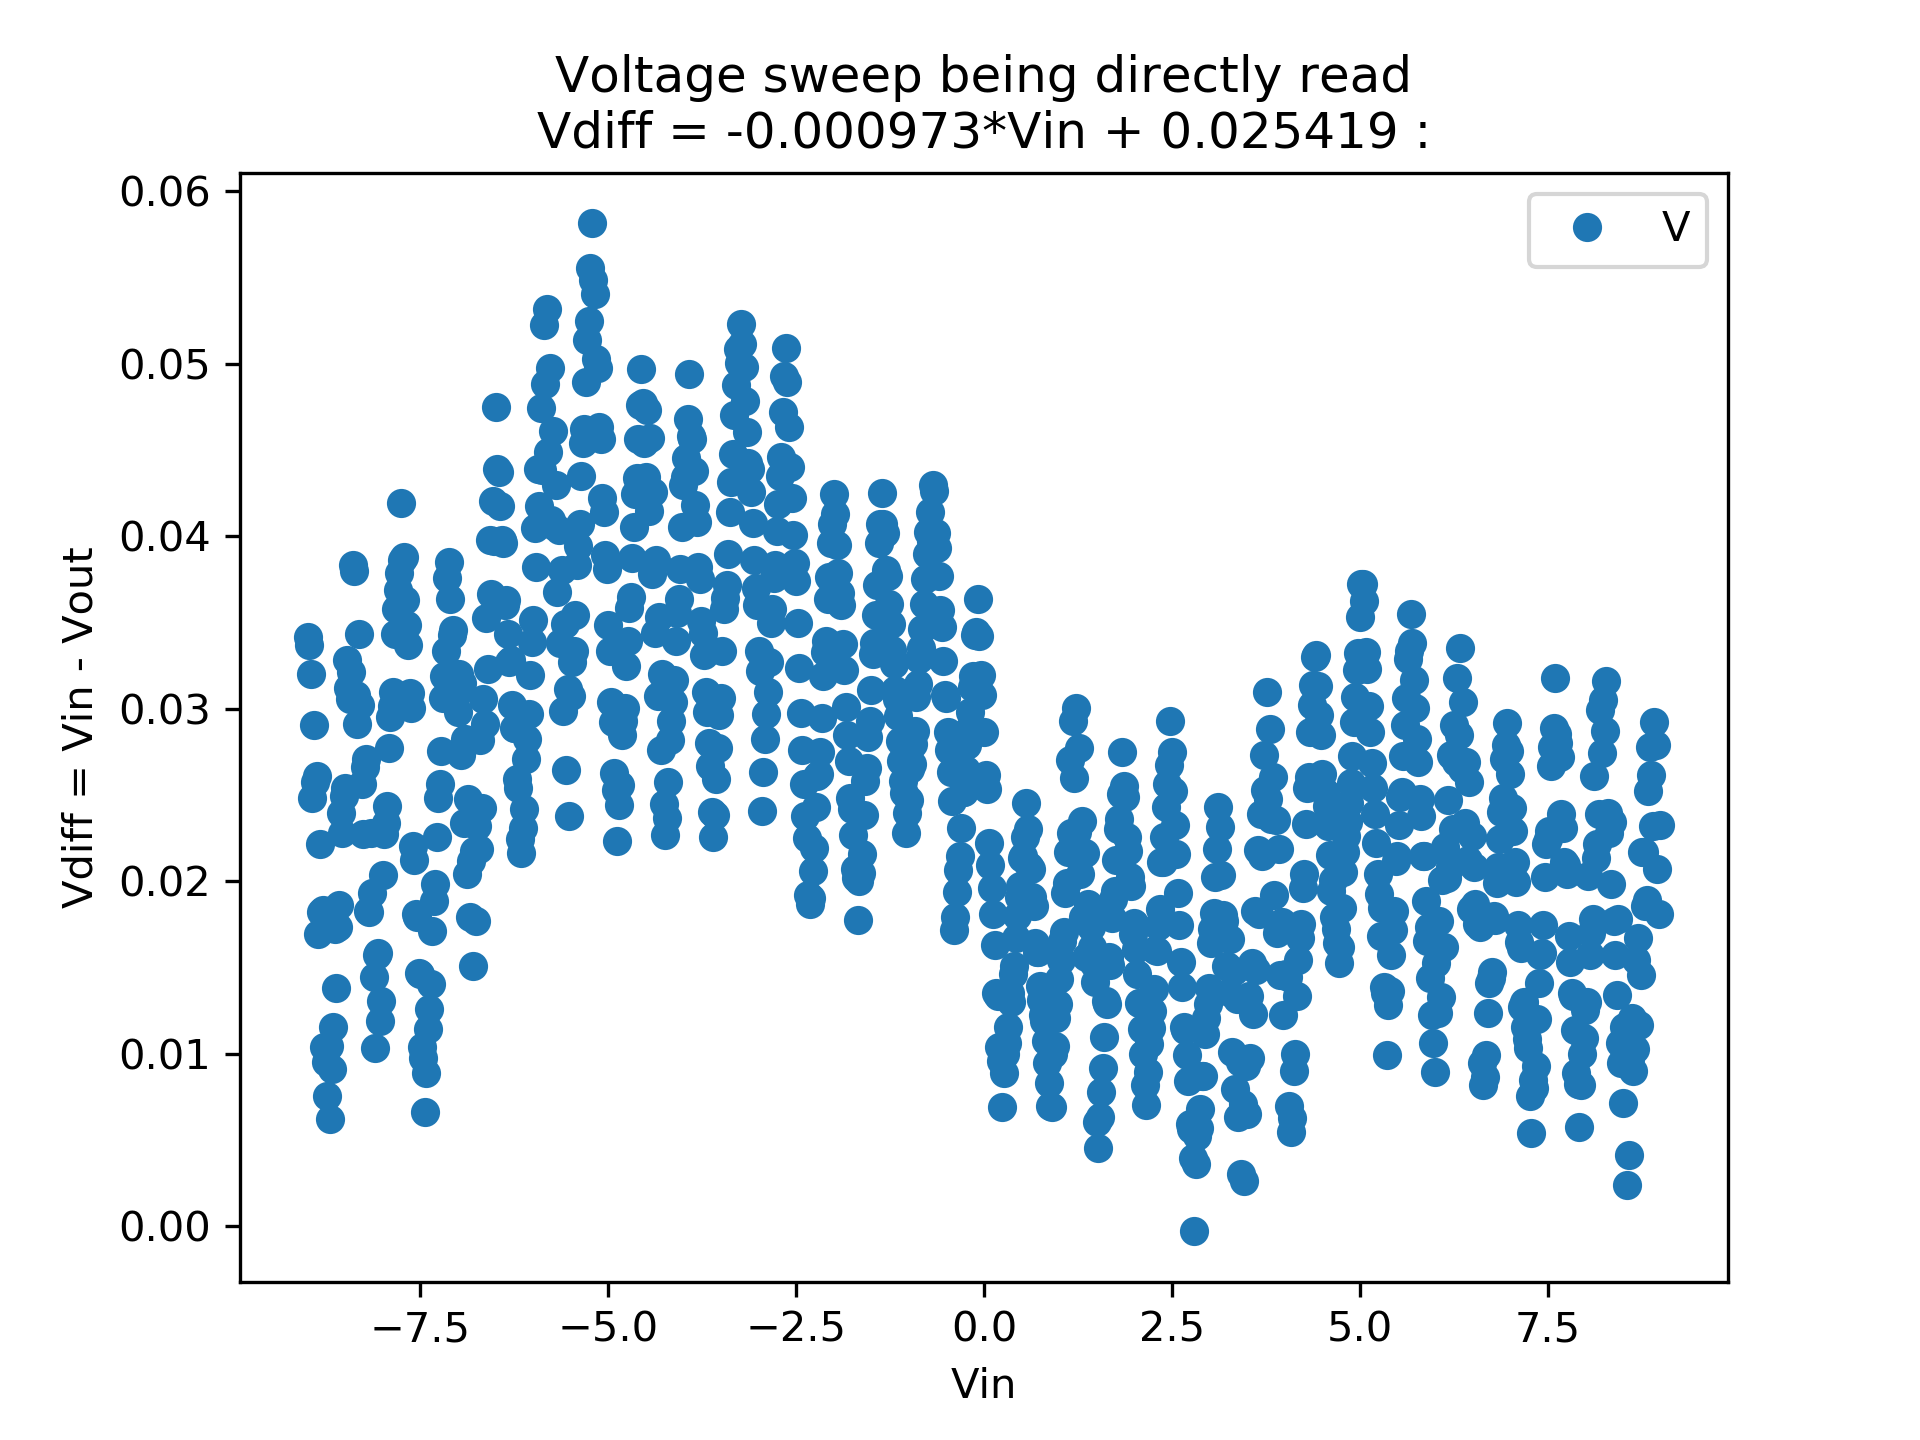 Voltage sweep being directly read
Vdiff = -0.000973*Vin + 0.025419 :
V
0.06
0.05
0.04
0.03
0.02
0.01
0.00
Vdiff = Vin - Vout
−7.5
−5.0
−2.5
0.0
2.5
5.0
7.5
Vin